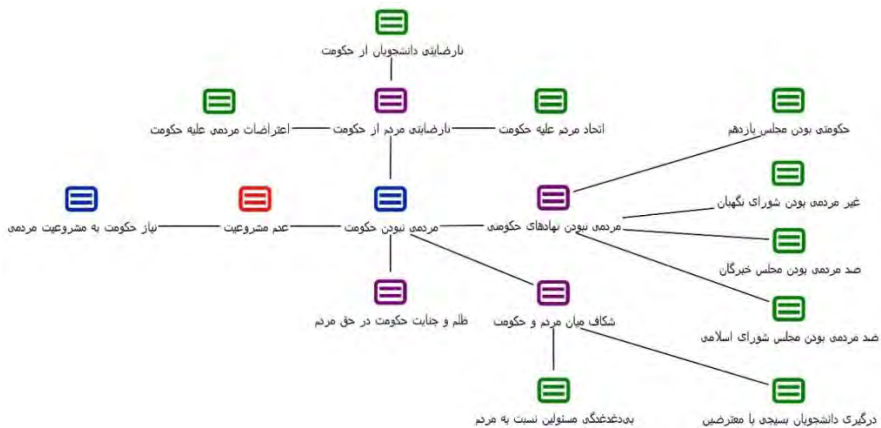 نارضایتی دانشجویان از حکومت
اعتراضات مردمی علیه حکومت
نارضایتی مردم از حکومت
اتحاد مردم علیه حکومت
حکومتی بودن مجلس یازدهم
غیر مردمی بودن شورای نگهبان
نیاز حکومت به مشروعیت مردمی
عدم مشروعیت
مردمی نبودن حکومت
مردمی نبودن نهادهای حکومتی
ضد مردمی بودن مجلس خبرگان
ظلم و جنایت حکومت در حق مردم
شکاف میان مردم و حکومت
ضد مردمی بودن مجلس شورای اسلامی
بی‌دغدغگی مسئولین نسبت به مردم
درگیری دانشجویان بسیجی با معترضین